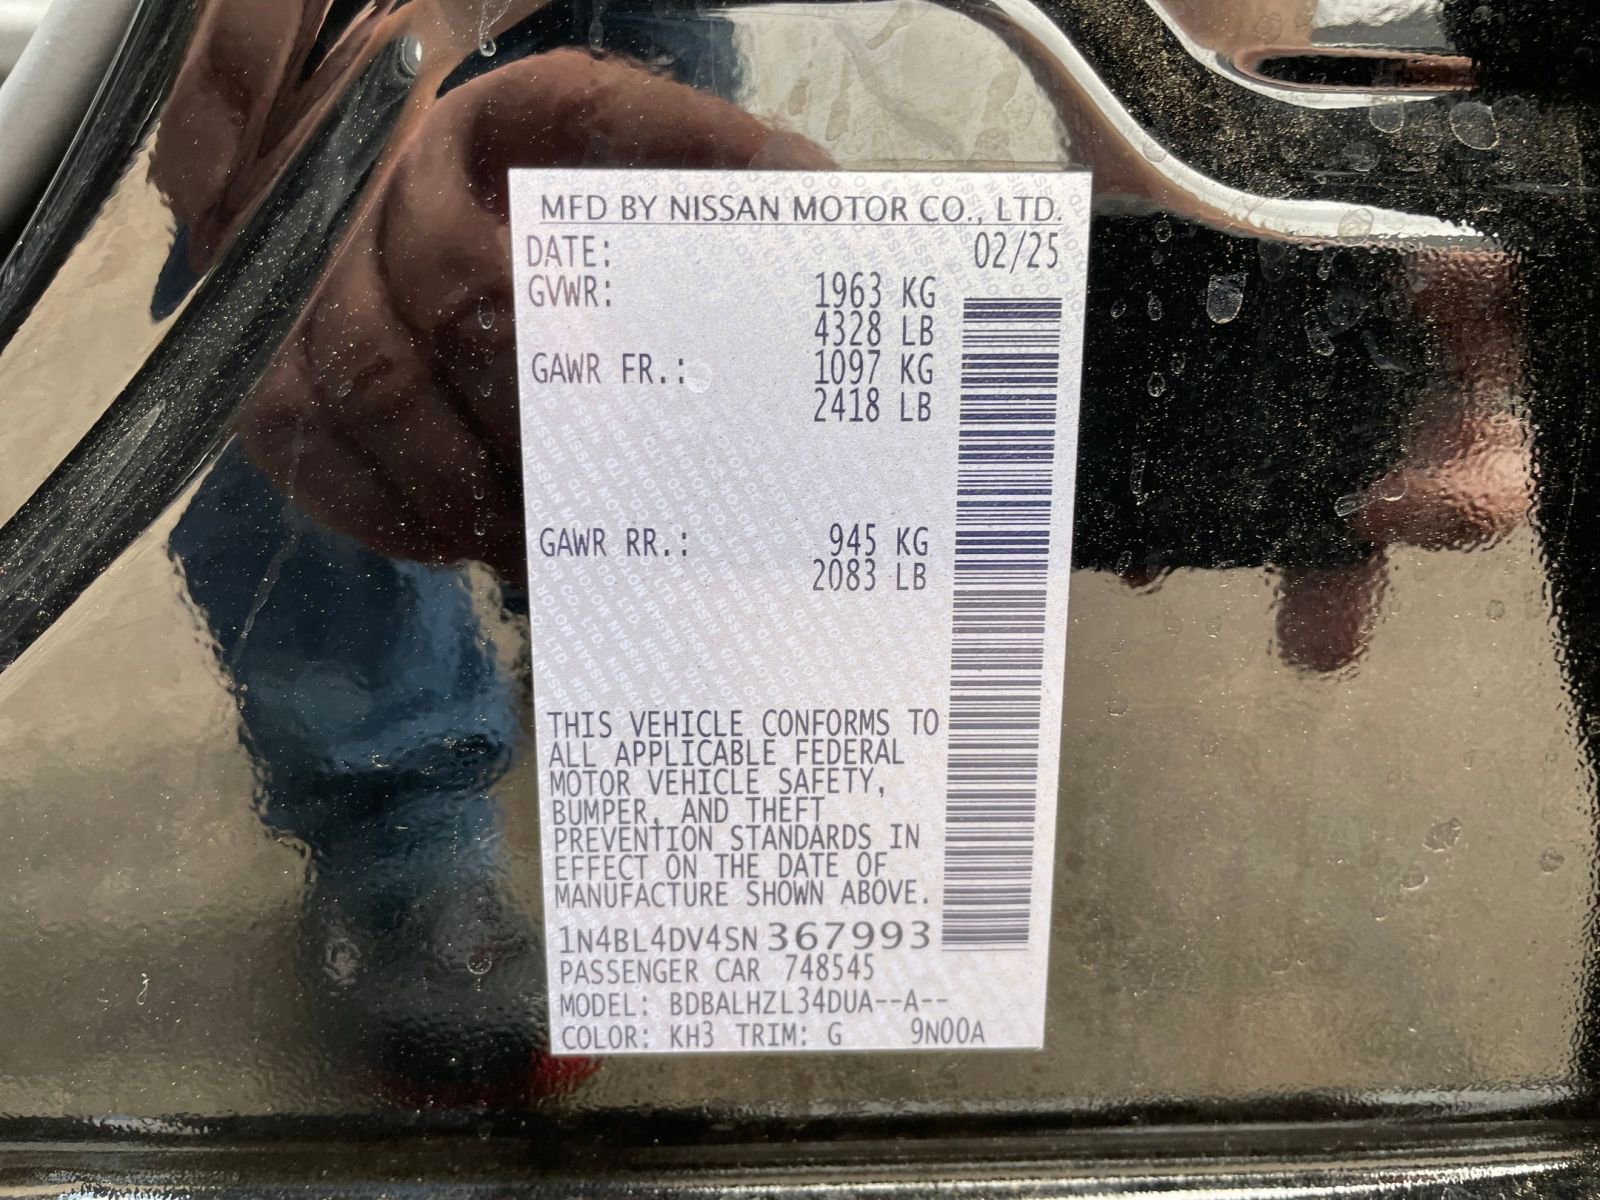 MFD BY NISSAN MOTOR CO., LTD.
DATE: 02/25
GVWR: 1963 KG
4328 LB
GAWR FR.: 1097 KG
2418 LB
GAWR RR.: 945 KG
2083 LB
THIS VEHICLE CONFORMS TO
ALL APPLICABLE FEDERAL
MOTOR VEHICLE SAFETY,
BUMPER, AND THEFT
PREVENTION STANDARDS IN
EFFECT ON THE DATE OF
MANUFACTURE SHOWN ABOVE.
1N4BL4DV4SN367993
PASSENGER CAR 748545
MODEL: BDBALHZL34DUA--A--
COLOR: KH3 TRIM: G 9N00A